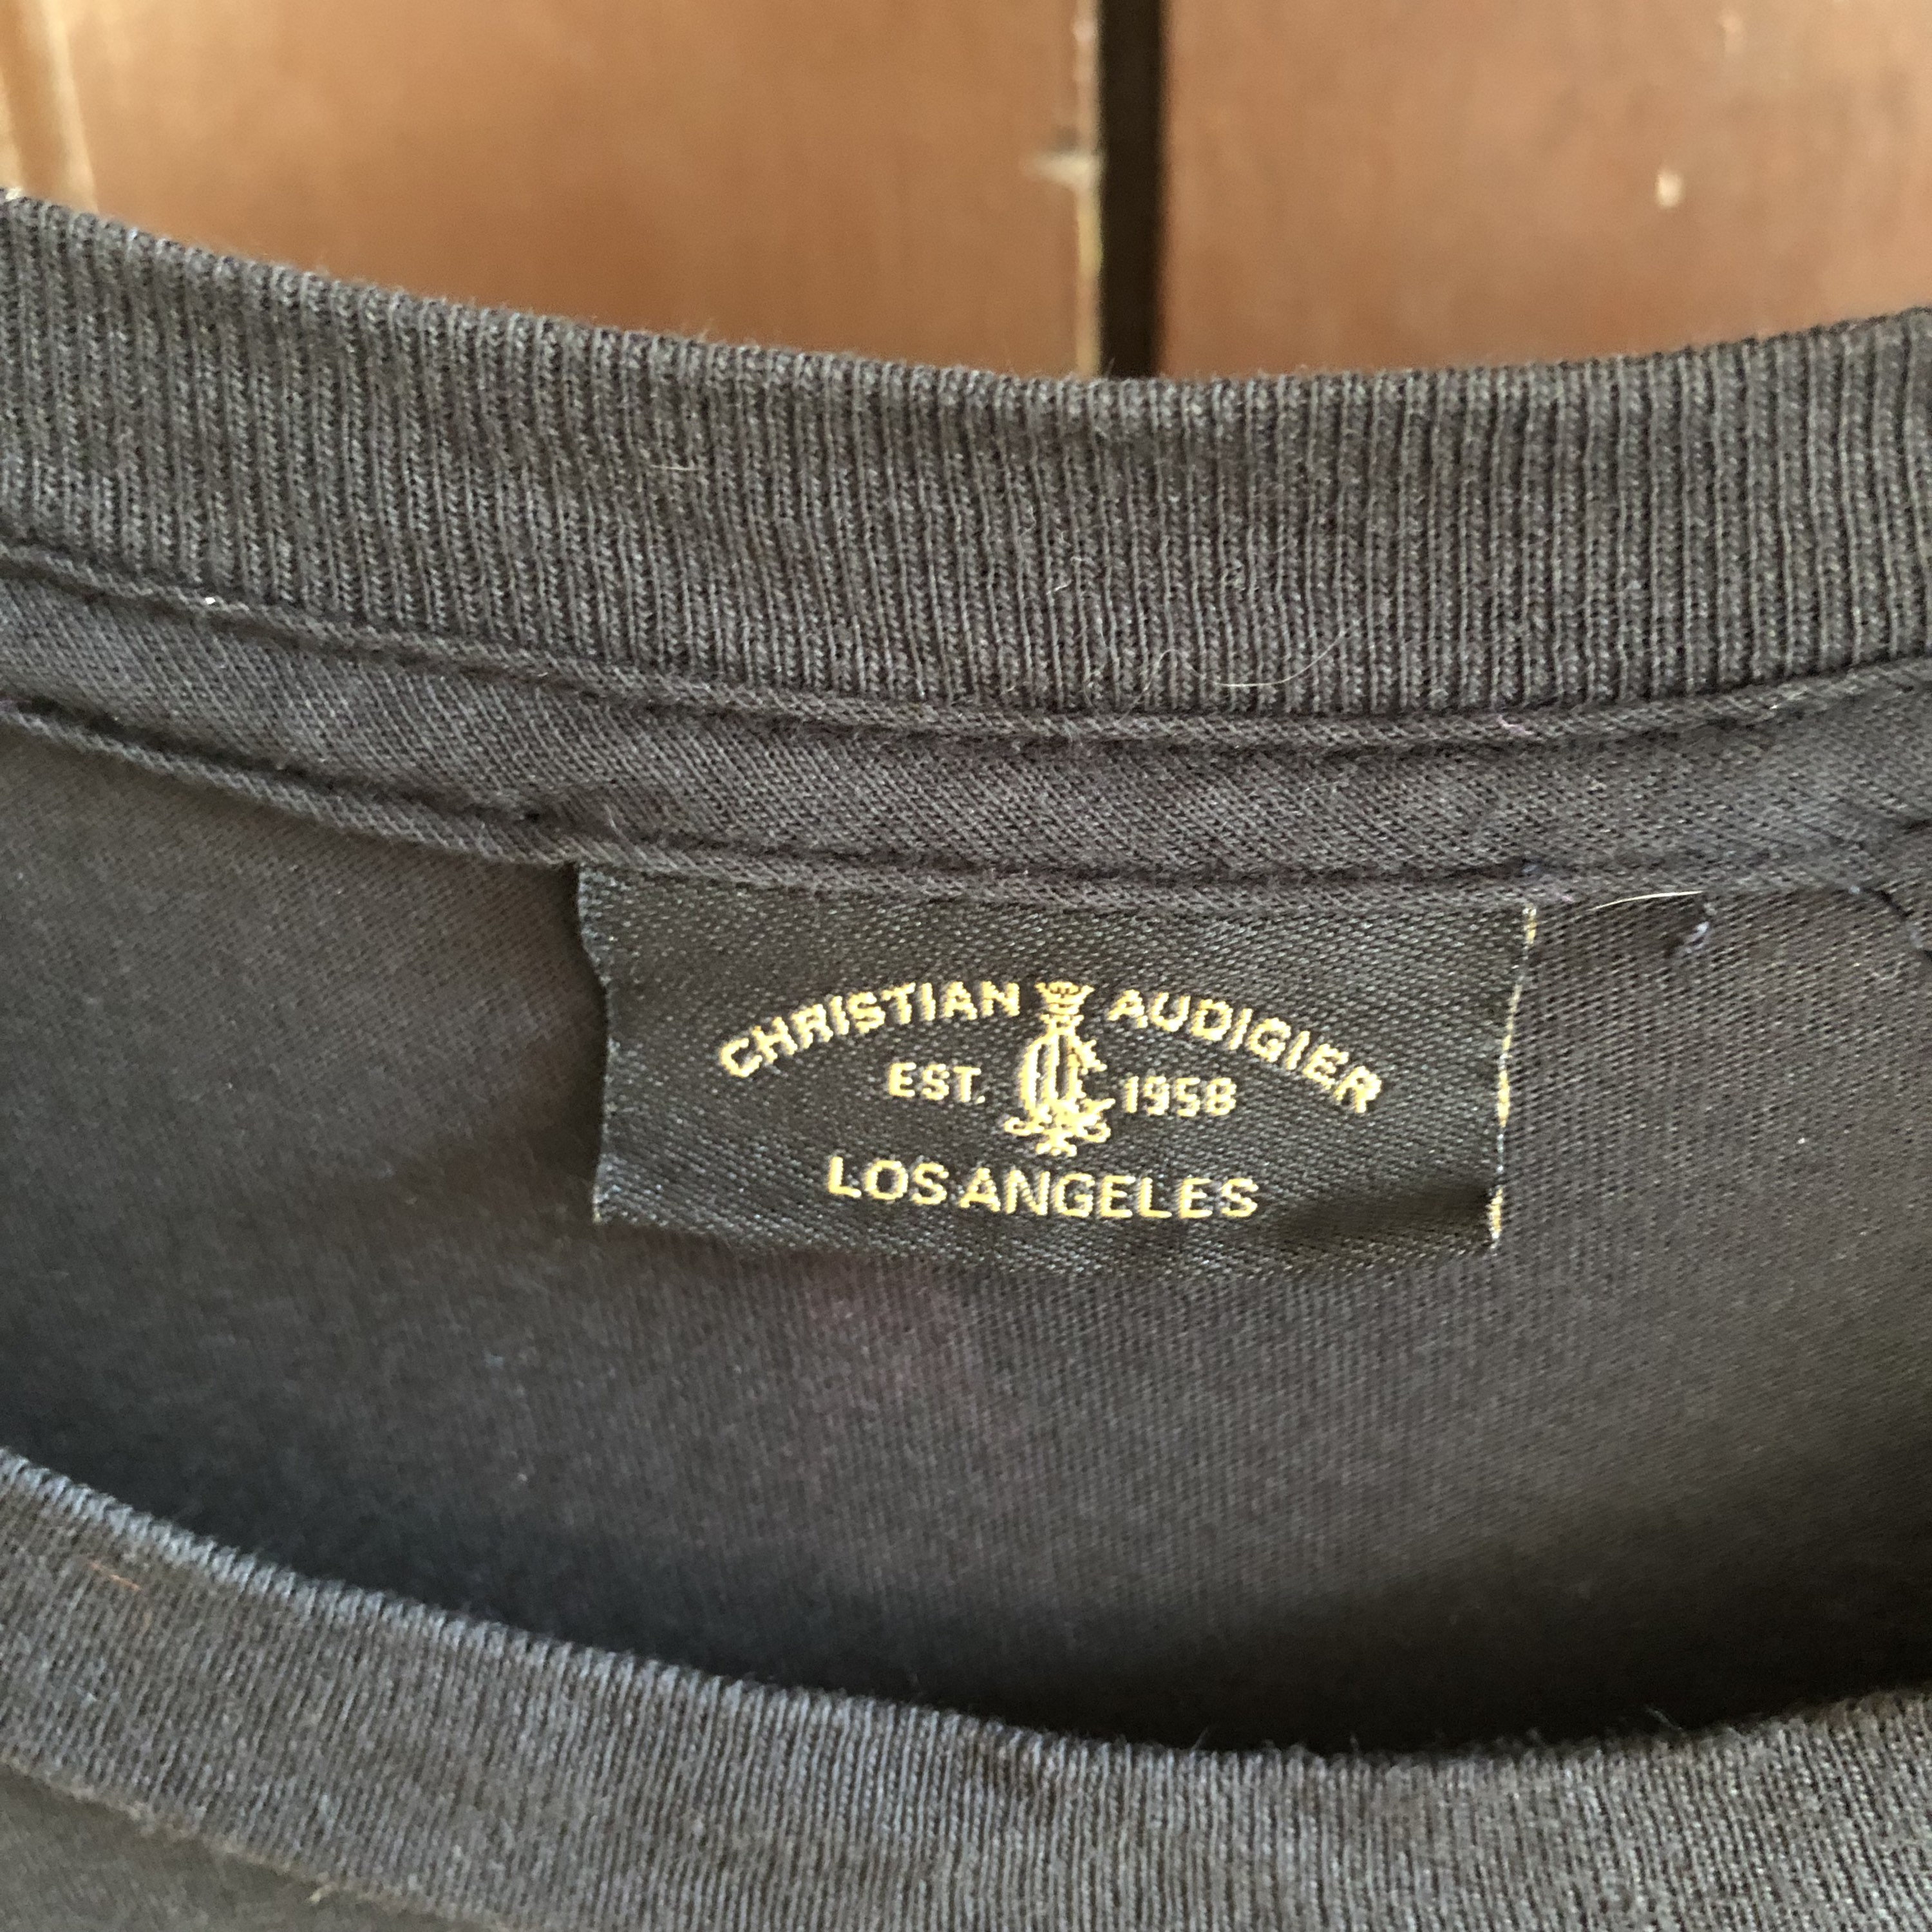 CHRISTIAN AUDIGIER
EST. 1958
LOS ANGELES